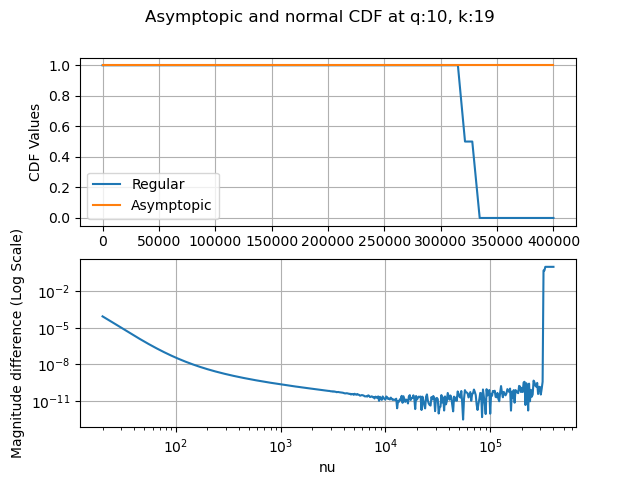 Asymptopic and normal CDF at q:10, k:19
CDF Values
1.0
0.8
0.6
0.4
0.2
0.0
Regular
Asymptopic
0 50000 100000 150000 200000 250000 300000 350000 400000
Magnitude difference (Log Scale)
10⁻²
10⁻⁵
10⁻⁸
10⁻¹¹
10² 10³ 10⁴ 10⁵
nu